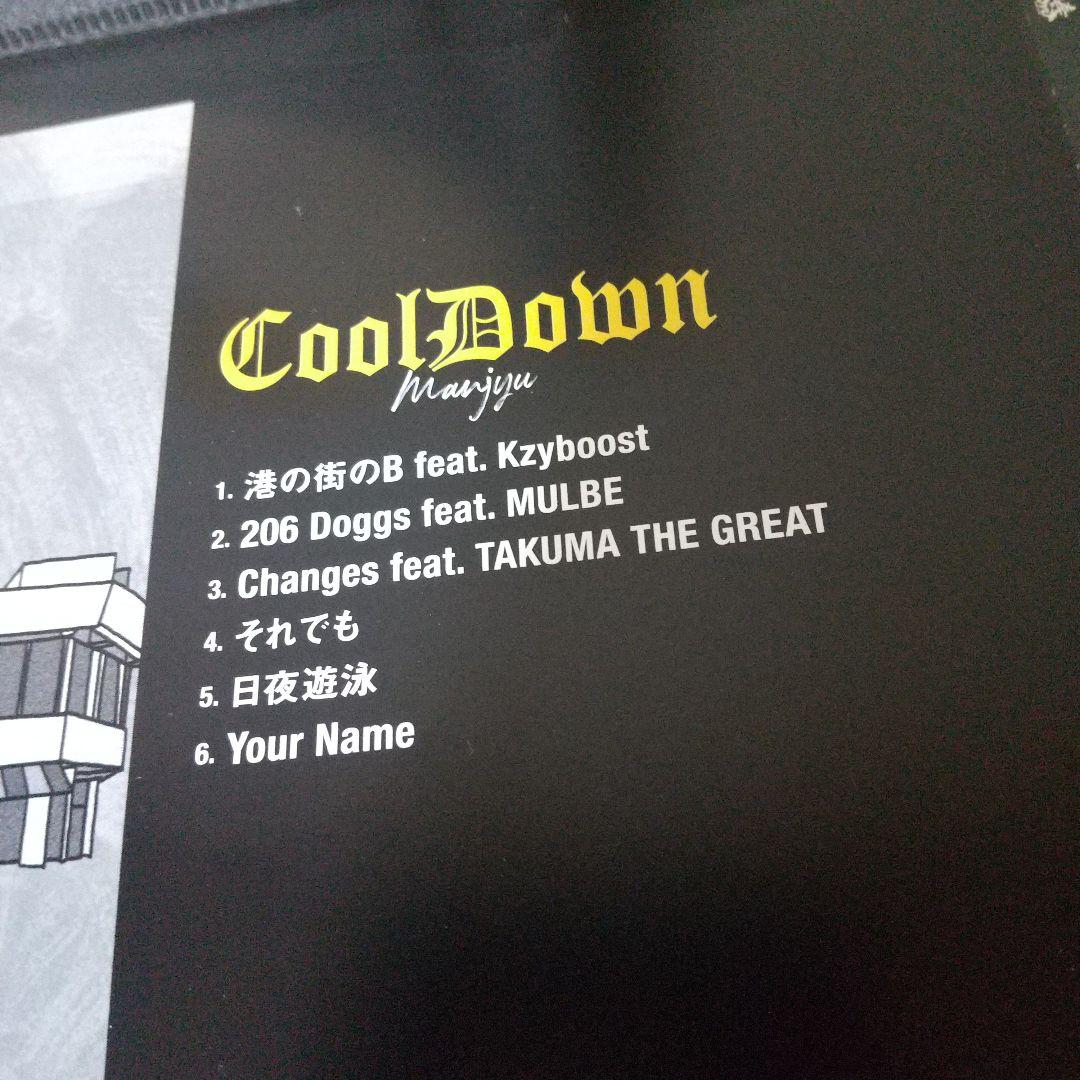 CoolDown
Manjyu
1. 港の街のB feat. Kzyboost
2. 206 Doggs feat. MULBE
3. Changes feat. TAKUMA THE GREAT
4. それでも
5. 日夜遊泳
6. Your Name